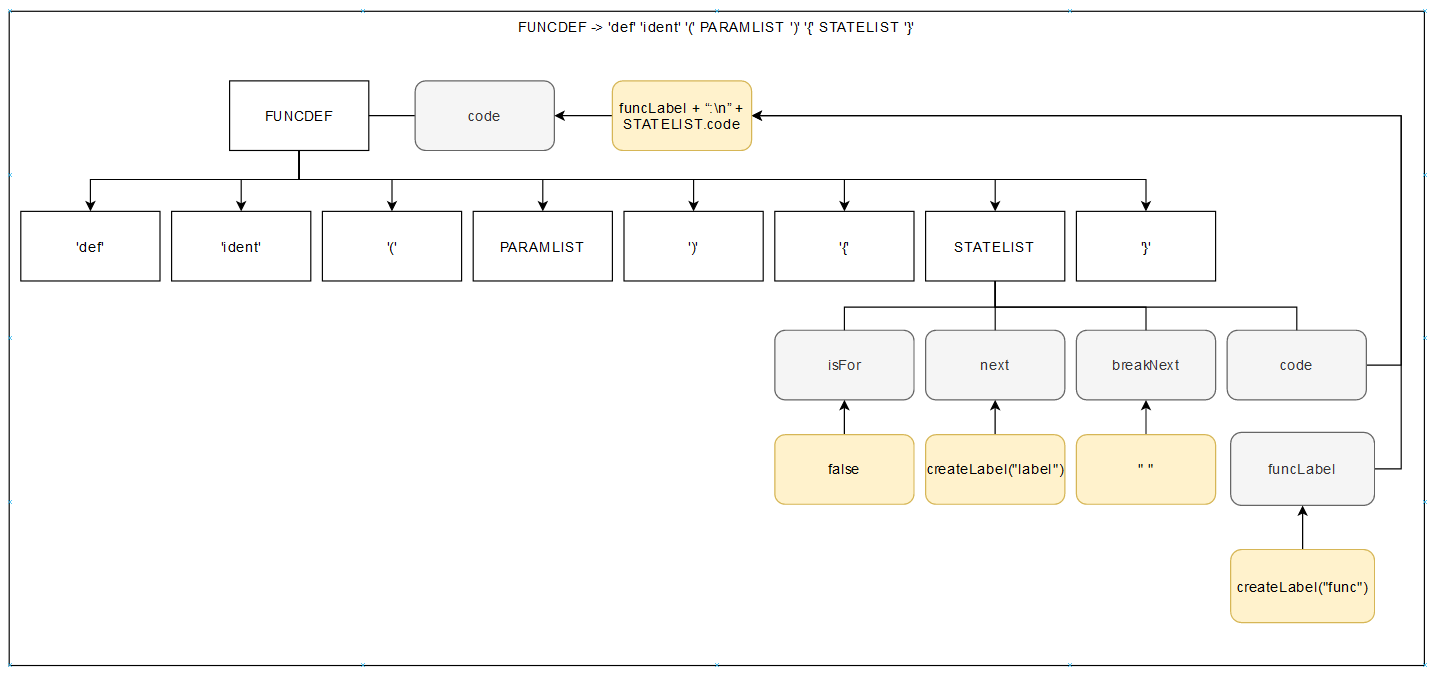 FUNCDEF -> 'def' 'ident' '(' PARAMLIST ')' '{' STATELIST '}'
FUNCDEF
code
funcLabel + “:\n” +
STATELIST.code
'def'
'ident'
'('
PARAMLIST
')'
'{'
STATELIST
'}'
isFor
next
breakNext
code
false
createLabel("label")
" "
funcLabel
createLabel("func")